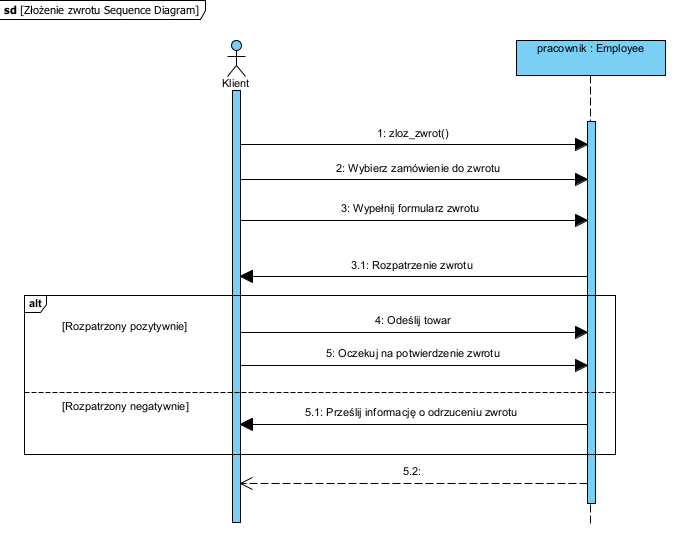 sd [Złożenie zwrotu Sequence Diagram]
pracownik : Employee
Klient
1: zloz_zwrot()
2: Wybierz zamówienie do zwrotu
3: Wypełnij formularz zwrotu
3.1: Rozpatrzenie zwrotu
alt
[Rozpatrzony pozytywnie]
4: Odeślij towar
5: Oczekuj na potwierdzenie zwrotu
[Rozpatrzony negatywnie]
5.1: Prześlij informację o odrzuceniu zwrotu
5.2: